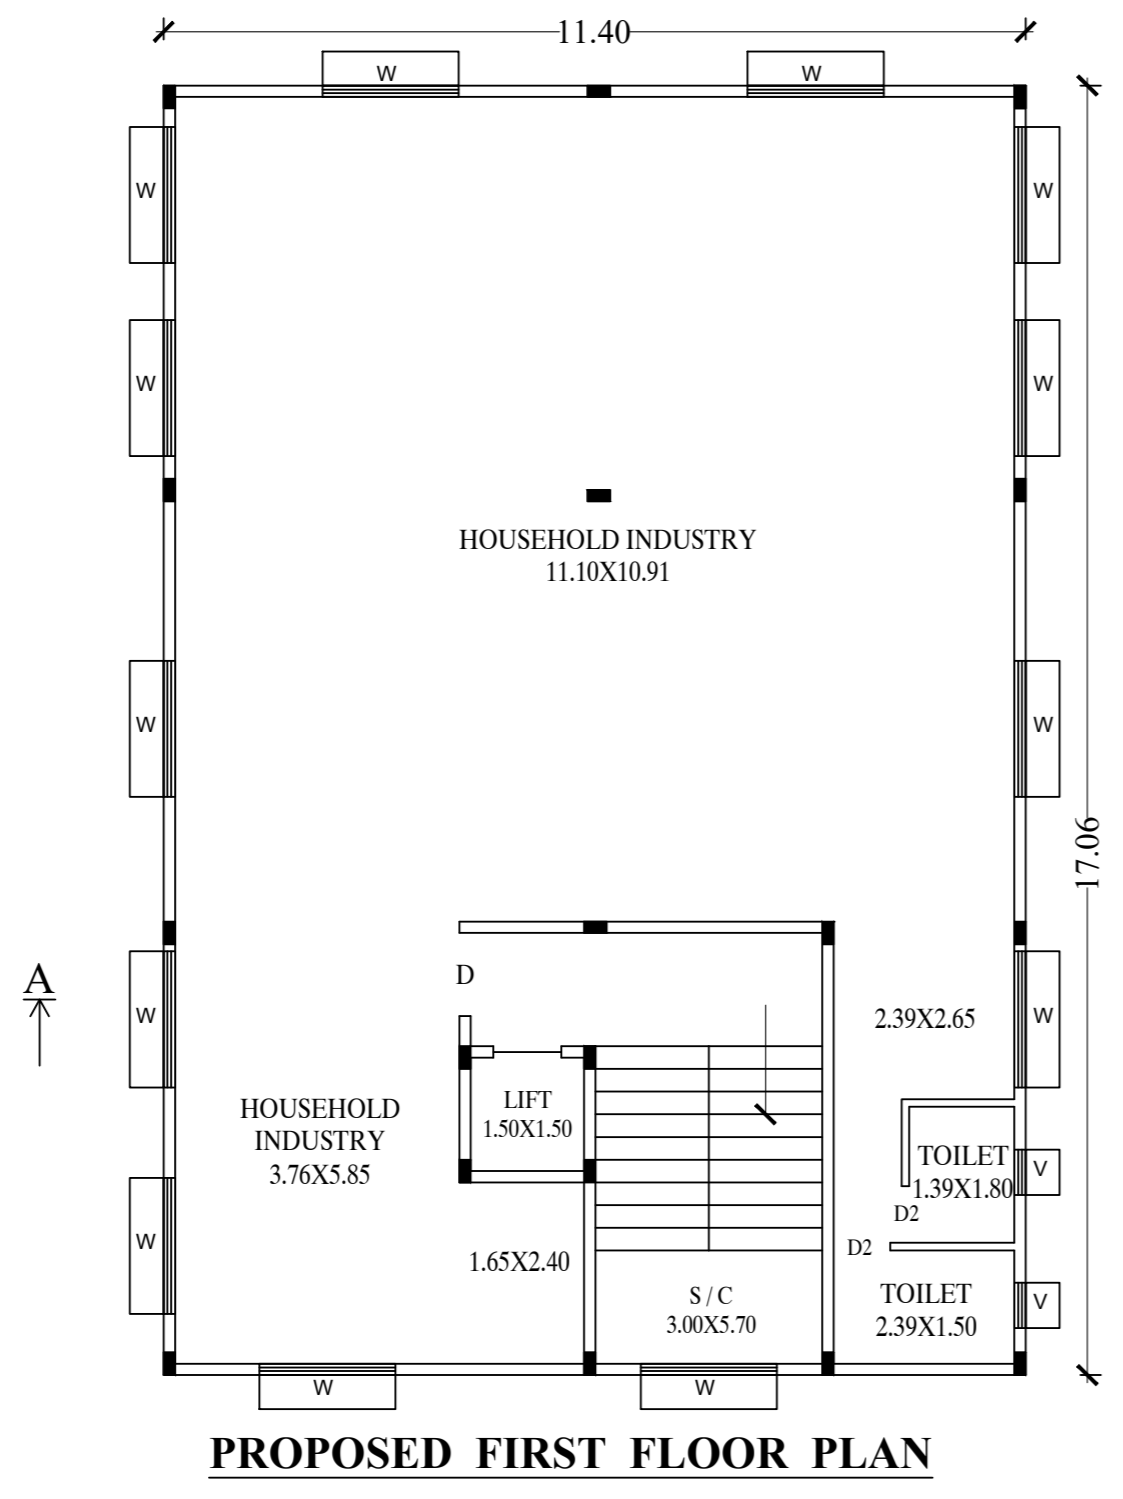 11.40
W
W
W
W
W
W
HOUSEHOLD INDUSTRY
11.10X10.91
W
W
17.06
D
A
W
2.39X2.65
W
LIFT
1.50X1.50
HOUSEHOLD
INDUSTRY
3.76X5.85
TOILET
1.39X1.80
V
D2
D2
W
1.65X2.40
S / C
3.00X5.70
TOILET
2.39X1.50
V
W
W
PROPOSED FIRST FLOOR PLAN